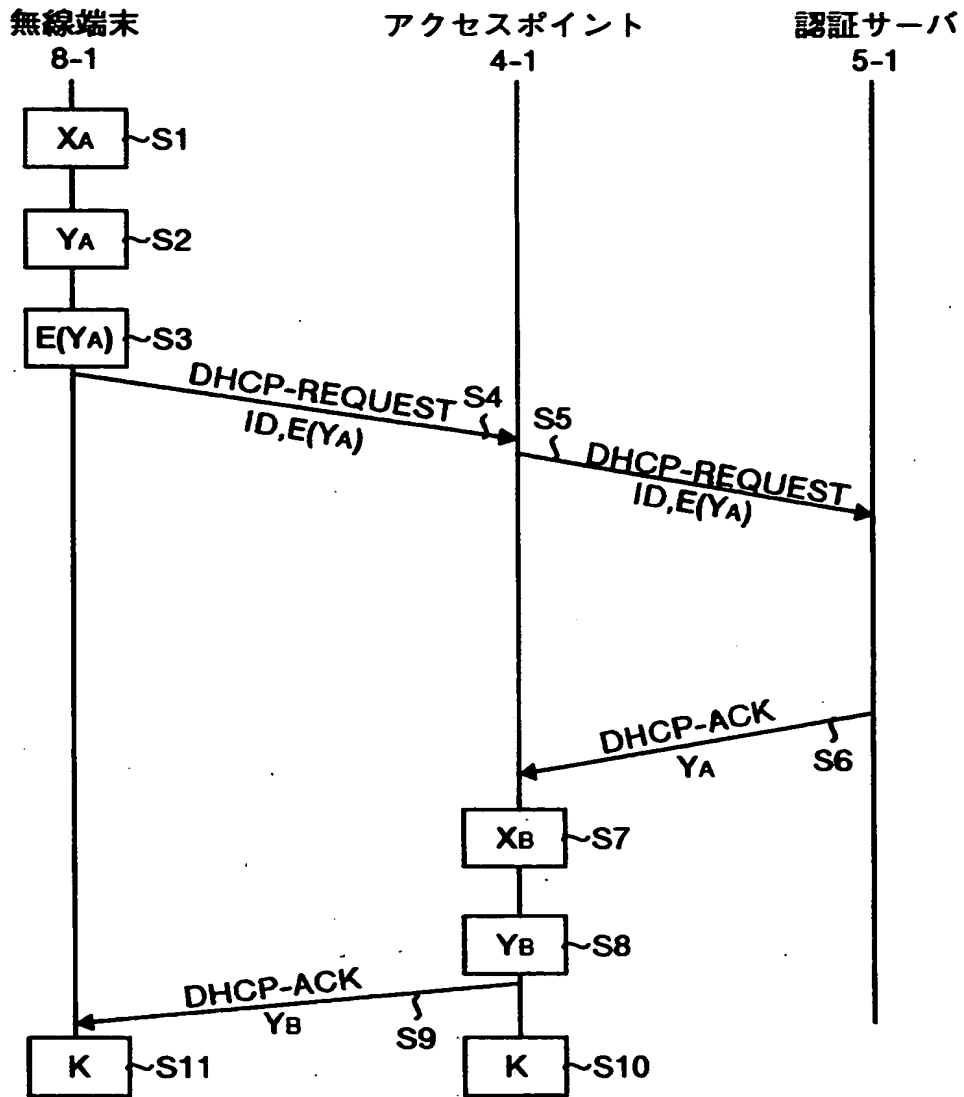 無線端末
8-1
アクセスポイント
4-1
認証サーバ
5-1
XA
S1
YA
S2
E(YA)
S3
DHCP-REQUEST
S4
ID,E(YA)
S5
DHCP-REQUEST
ID,E(YA)
DHCP-ACK
S6
YA
XB
S7
YB
S8
DHCP-ACK
YB
S9
K
S11
K
S10